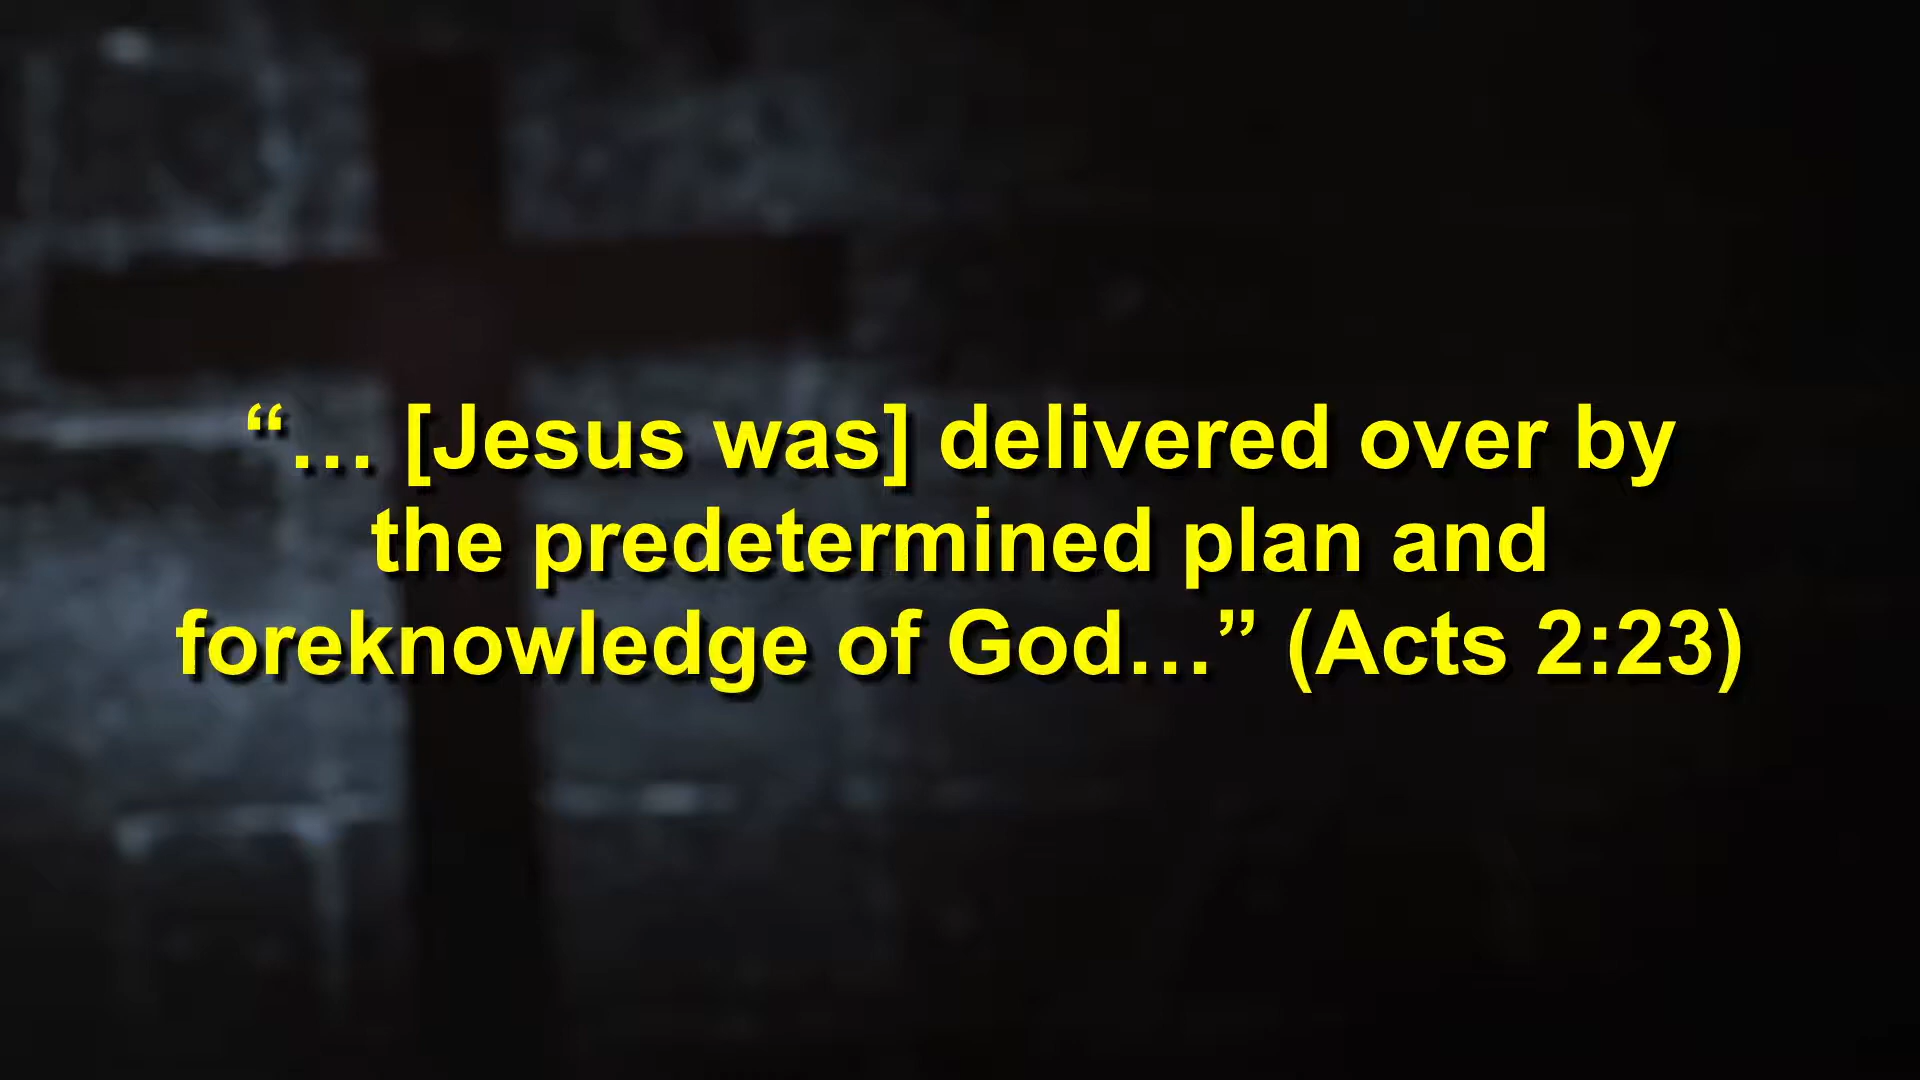 “… [Jesus was] delivered over by
the predetermined plan and
foreknowledge of God…” (Acts 2:23)